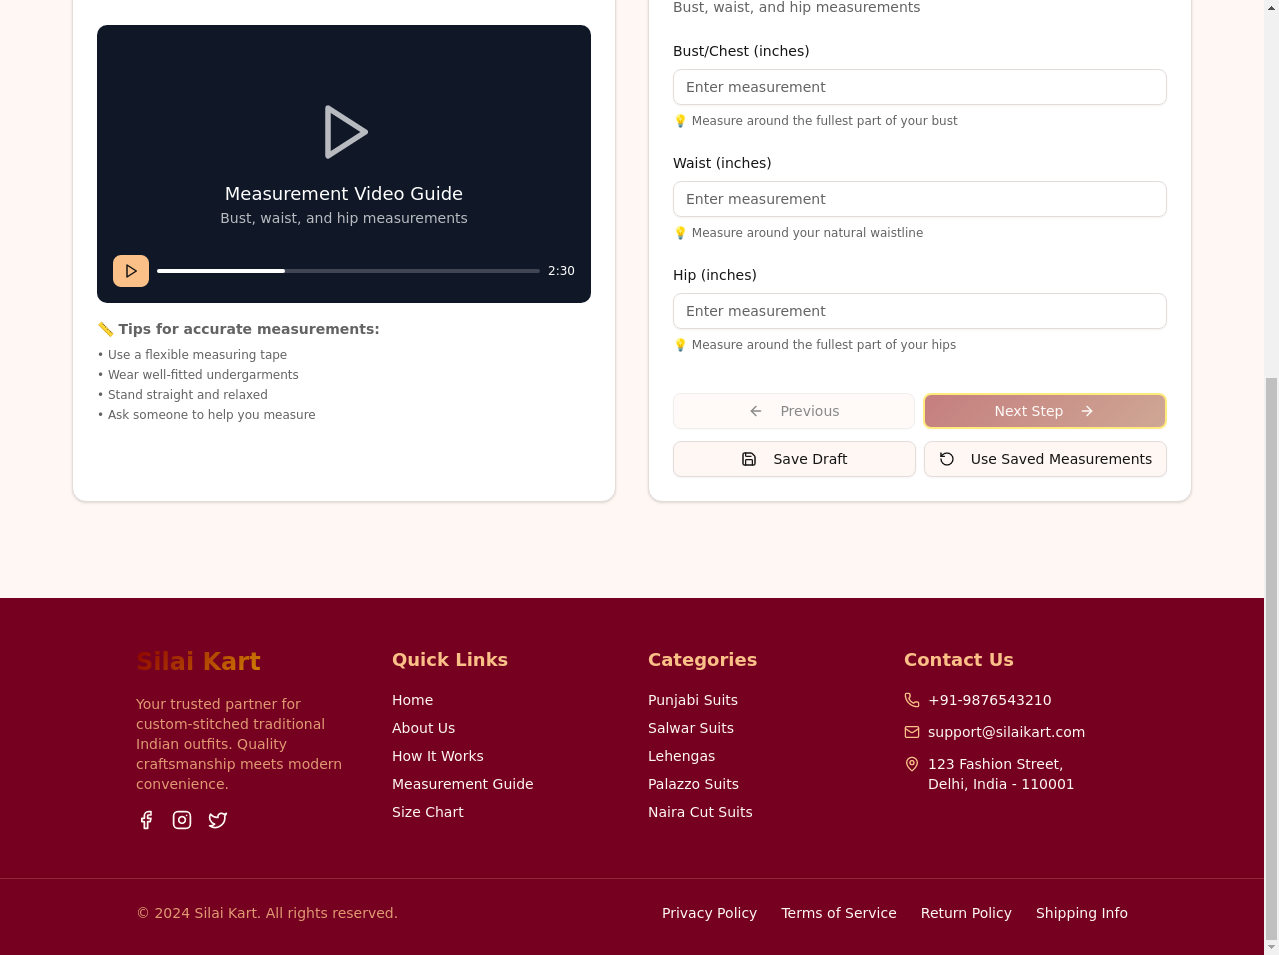 Measurement Video Guide
Bust, waist, and hip measurements
2:30
📏 Tips for accurate measurements:
• Use a flexible measuring tape
• Wear well-fitted undergarments
• Stand straight and relaxed
• Ask someone to help you measure
Bust, waist, and hip measurements
Bust/Chest (inches)
Enter measurement
💡 Measure around the fullest part of your bust
Waist (inches)
Enter measurement
💡 Measure around your natural waistline
Hip (inches)
Enter measurement
💡 Measure around the fullest part of your hips
Previous
Next Step
Save Draft
Use Saved Measurements
Silai Kart
Your trusted partner for
custom-stitched traditional
Indian outfits. Quality
craftsmanship meets modern
convenience.
Quick Links
Home
About Us
How It Works
Measurement Guide
Size Chart
Categories
Punjabi Suits
Salwar Suits
Lehengas
Palazzo Suits
Naira Cut Suits
Contact Us
+91-9876543210
support@silaikart.com
123 Fashion Street,
Delhi, India - 110001
© 2024 Silai Kart. All rights reserved.
Privacy Policy
Terms of Service
Return Policy
Shipping Info